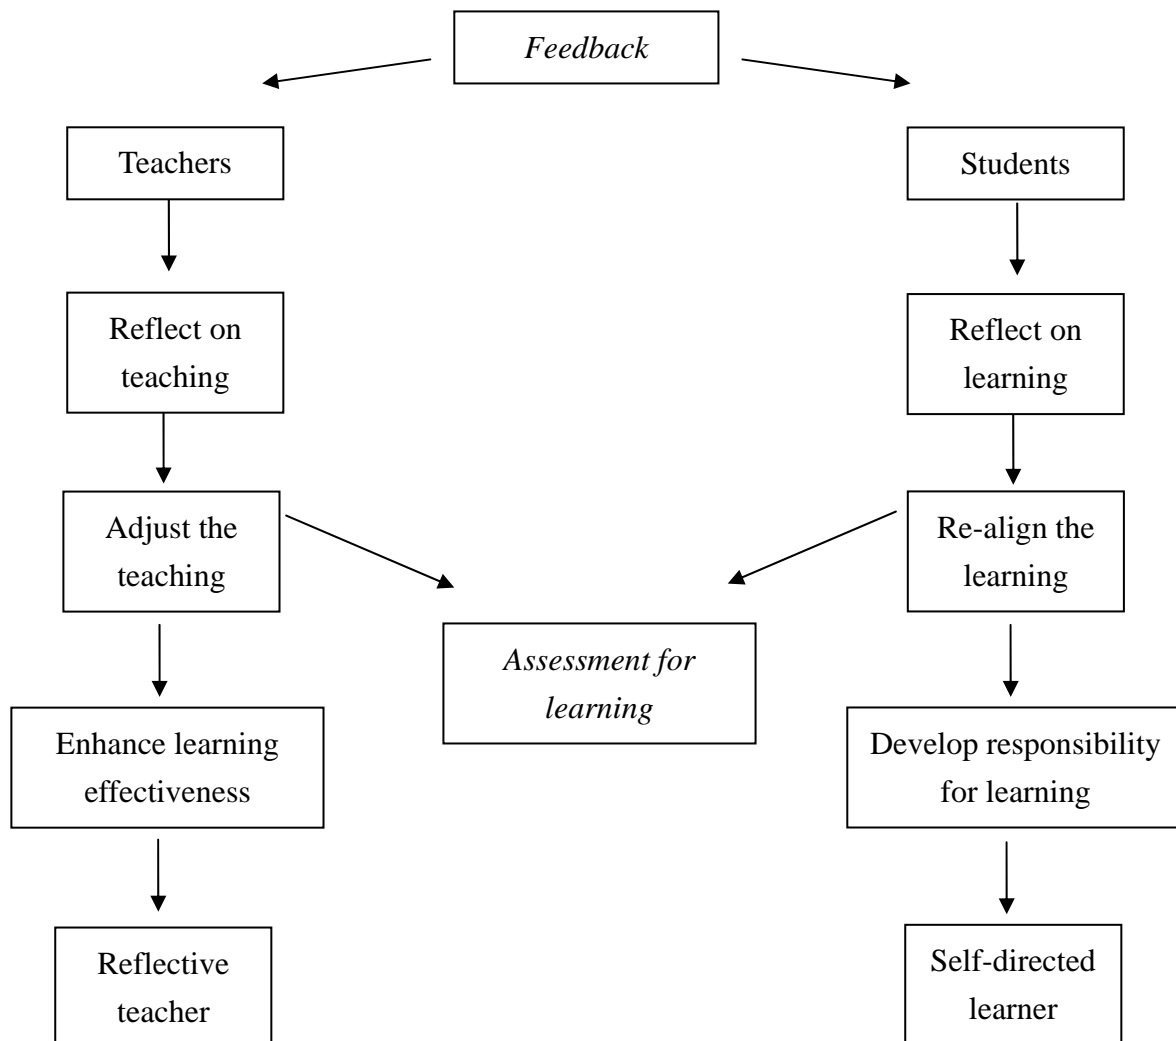 Feedback
Teachers
Students
Reflect on
teaching
Reflect on
learning
Adjust the
teaching
Re-align the
learning
Assessment for
learning
Enhance learning
effectiveness
Develop responsibility
for learning
Reflective
teacher
Self-directed
learner